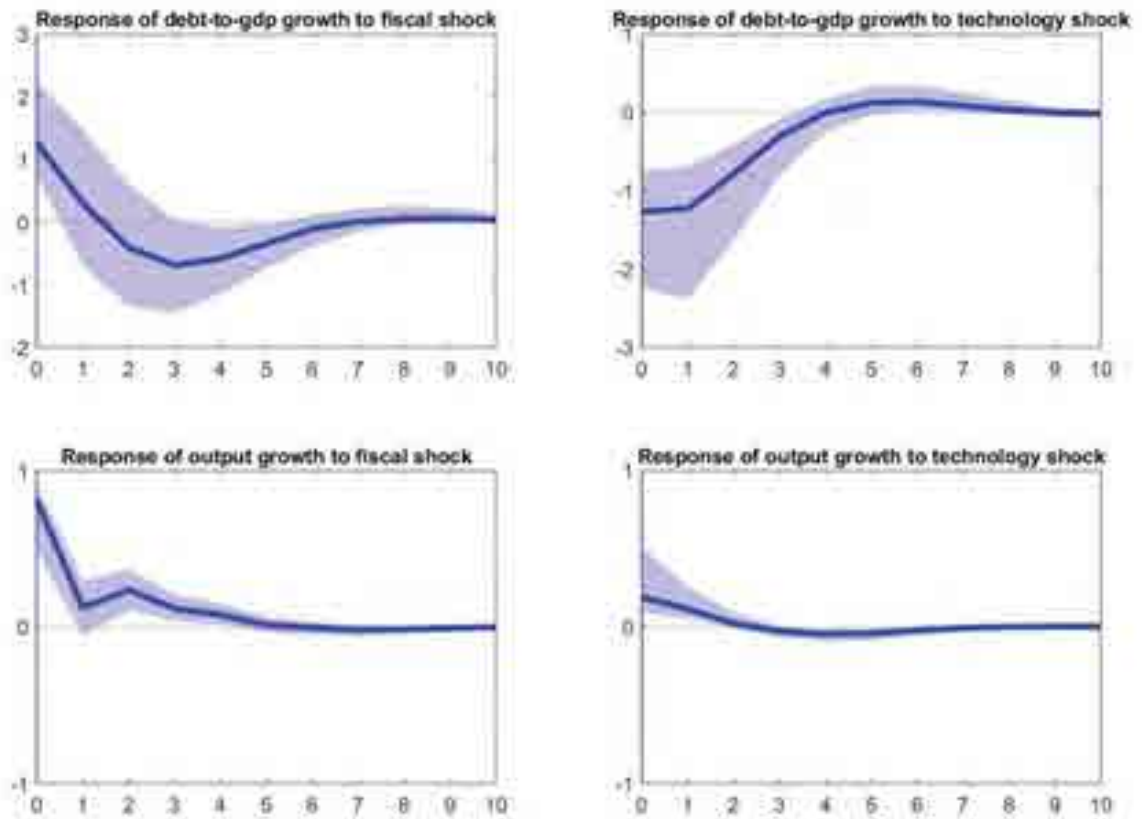 Response of debt-to-gdp growth to fiscal shock
3
2
1
0
-1
-2
0 1 2 3 4 5 6 7 8 9 10
Response of debt-to-gdp growth to technology shock
1
0
-1
-2
-3
0 1 2 3 4 5 6 7 8 9 10
Response of output growth to fiscal shock
1
0
-1
0 1 2 3 4 5 6 7 8 9 10
Response of output growth to technology shock
1
0
-1
0 1 2 3 4 5 6 7 8 9 10